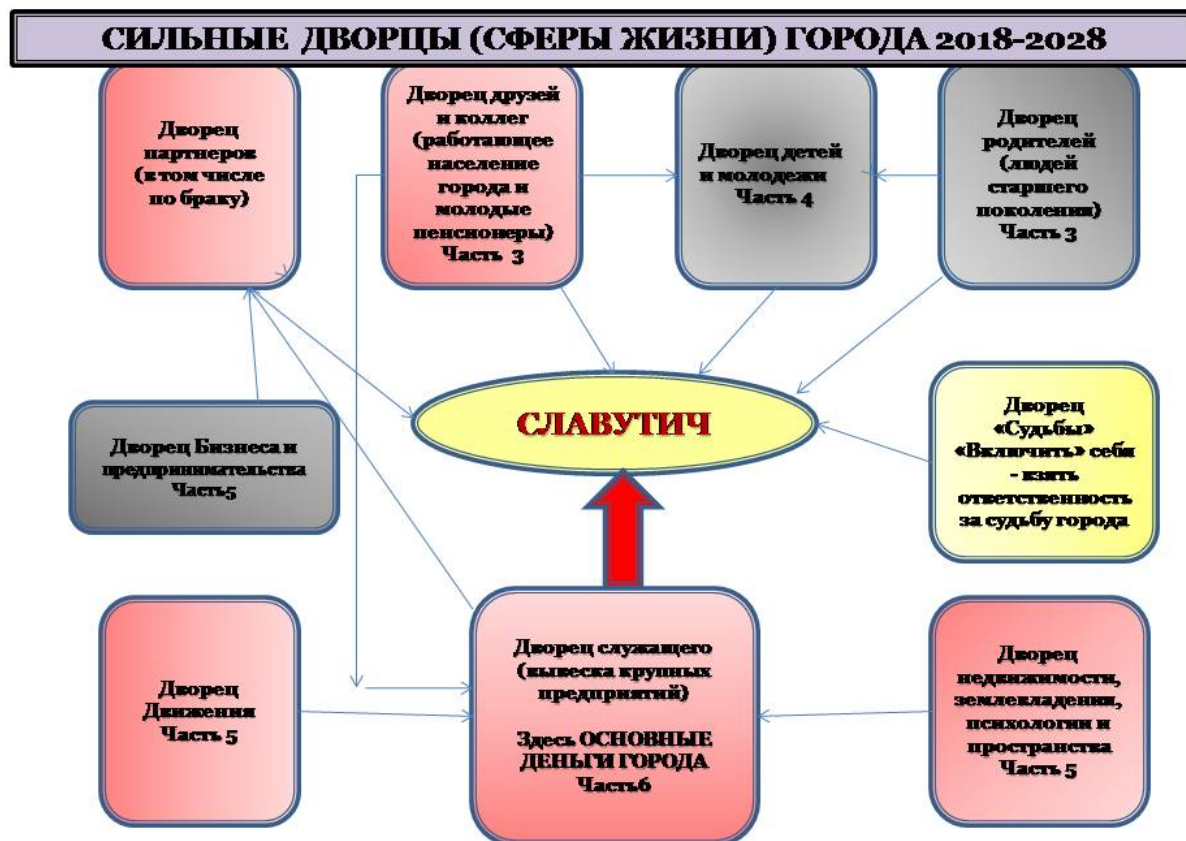 СИЛЬНЫЕ ДВОРЦЫ (СФЕРЫ ЖИЗНИ) ГОРОДА 2018-2028
Дворец
партнеров
(в том числе
по браку)
Дворец друзей
и коллег
(работающее
население
города и
молодые
пенсионеры)
Часть 3
Дворец детей
и молодежи
Часть 4
Дворец
родителей
(людей
старшего
поколения)
Часть 3
СЛАВУТИЧ
Дворец Бизнеса и
предпринимательства
Часть5
Дворец
«Судьбы»
«Включить» себя
- взять
ответственность
за судьбу города
Дворец
Движения
Часть 5
Дворец служащего
(вывеска крупных
предприятий)
Здесь ОСНОВНЫЕ
ДЕНЬГИ ГОРОДА
Часть6
Дворец
недвижимости,
землевладения,
психологии и
пространства
Часть 5